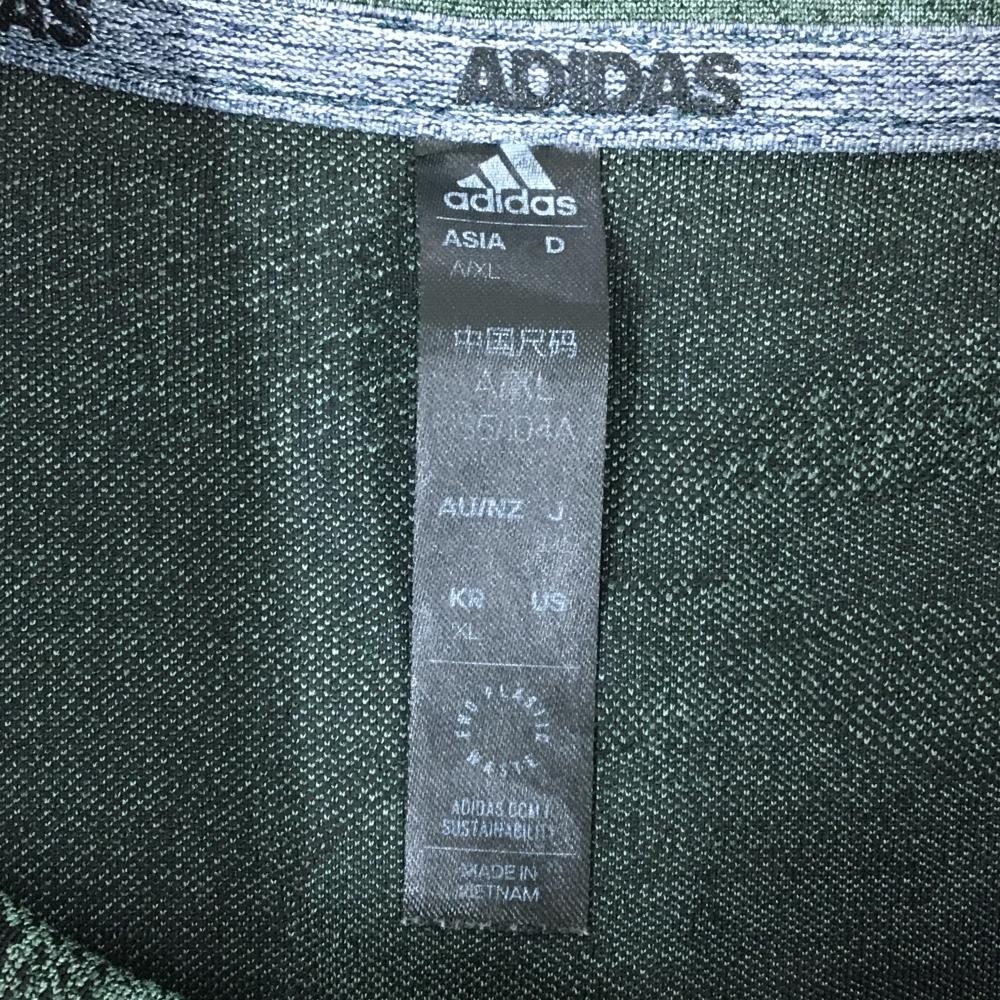 AS
ADIDAS
adidas
ASIA D
A/XL
中国尺码
A/XL
AU/NZ J
KR US
XL
END PLASTIC WASTE
ADIDAS
SUSTAINABILITY
MADE IN
VIETNAM